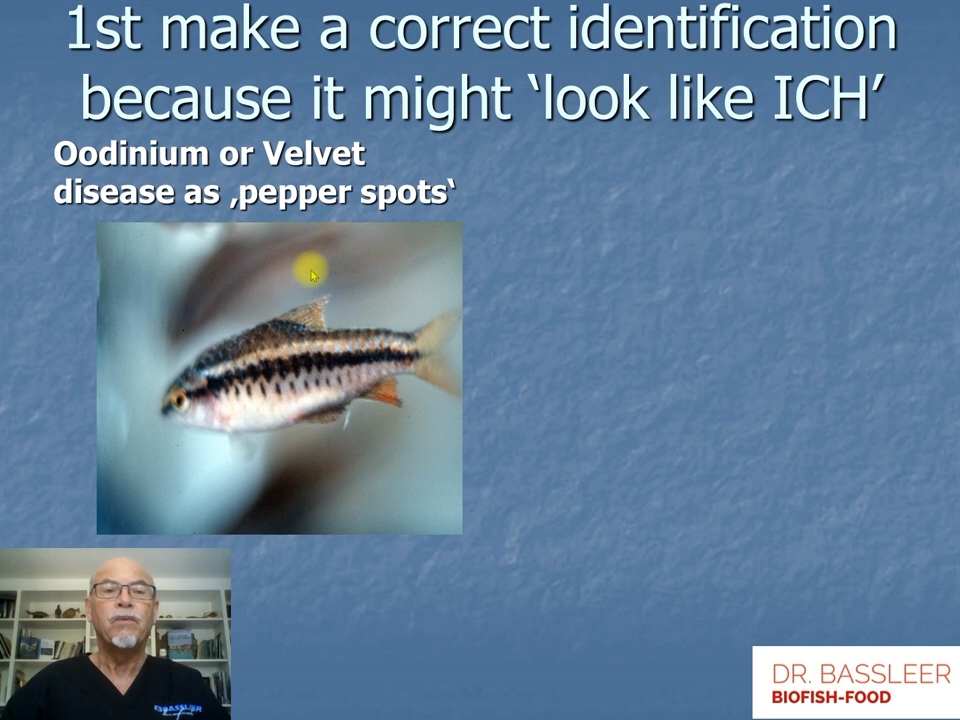 1st make a correct identification
because it might ‘look like ICH’
Oodinium or Velvet
disease as ‚pepper spots‘
DR. BASSLEER
BIOFISH-FOOD